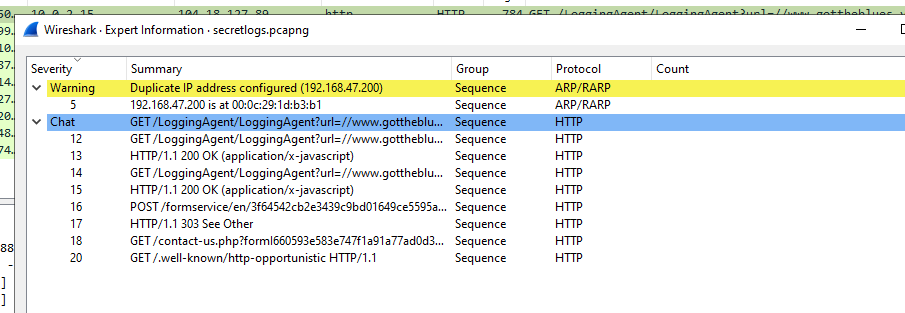 50… 10.0.2.15 104.18.127.89 http HTTP 784 GET /LoggingAgent/LoggingAgent?url=//www.gottheblues
Wireshark · Expert Information · secretlogs.pcapng
Severity Summary Group Protocol Count
Warning Duplicate IP address configured (192.168.47.200) Sequence ARP/RARP
5 192.168.47.200 is at 00:0c:29:1d:b3:b1 Sequence ARP/RARP
Chat GET /LoggingAgent/LoggingAgent?url=//www.gottheblue... Sequence HTTP
12 GET /LoggingAgent/LoggingAgent?url=//www.gottheblue... Sequence HTTP
13 HTTP/1.1 200 OK (application/x-javascript) Sequence HTTP
14 GET /LoggingAgent/LoggingAgent?url=//www.gottheblue... Sequence HTTP
15 HTTP/1.1 200 OK (application/x-javascript) Sequence HTTP
16 POST /formservice/en/3f64542cb2e3439c9bd01649ce5595a... Sequence HTTP
17 HTTP/1.1 303 See Other Sequence HTTP
18 GET /contact-us.php?forml660593e583e747f1a91a77ad0d3... Sequence HTTP
20 GET /.well-known/http-opportunistic HTTP/1.1 Sequence HTTP